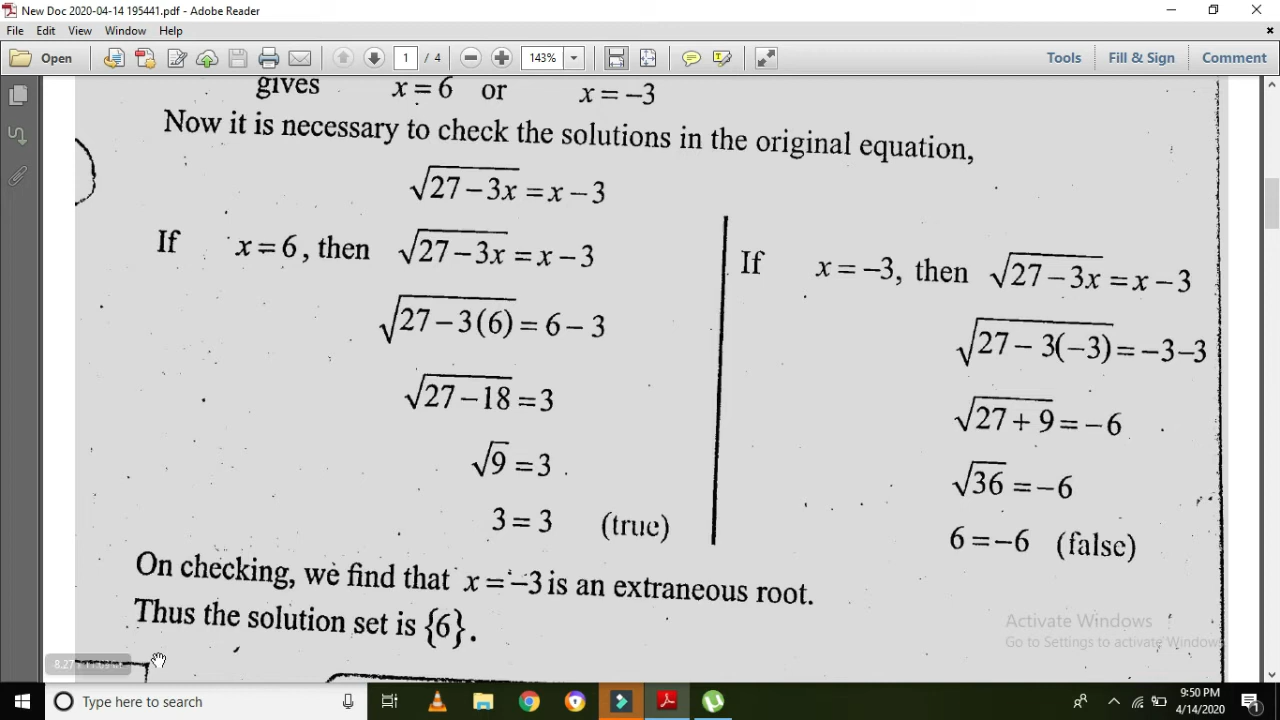 New Doc 2020-04-14 195441.pdf - Adobe Reader
File Edit View Window Help
Open 1 / 4 143% Tools Fill & Sign Comment
gives x = 6 or x = −3
Now it is necessary to check the solutions in the original equation,
√27 − 3x = x − 3
If x = 6, then √27 − 3x = x − 3
√27 − 3(6) = 6 − 3
√27 − 18 = 3
√9 = 3
3 = 3 (true)
If x = −3, then √27 − 3x = x − 3
√27 − 3(−3) = −3−3
√27 + 9 = −6
√36 = −6
6 = −6 (false)
On checking, we find that x = −3 is an extraneous root.
Thus the solution set is {6}.
Activate Windows
Go to Settings to activate Windows
Type here to search
9:50 PM
4/14/2020